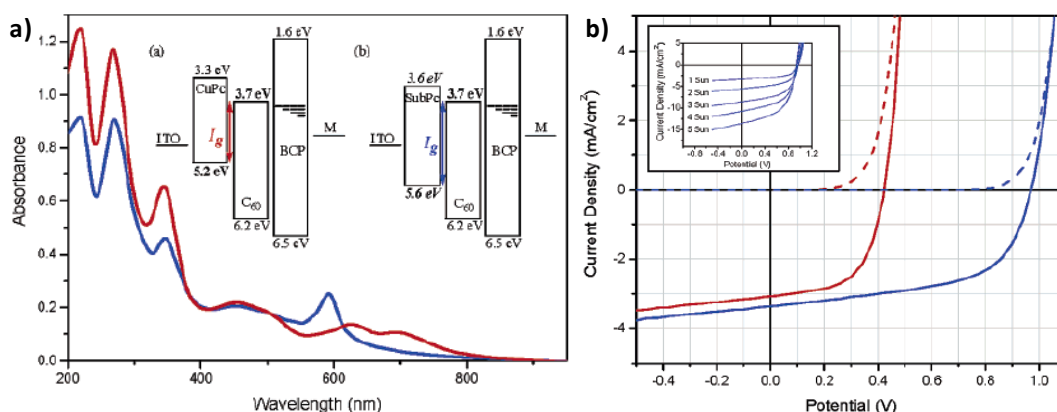 a)
Absorbance
1.2
1.0
0.8
0.6
0.4
0.2
0.0
200
400
600
800
Wavelength (nm)
(a)
1.6 eV
3.3 eV
CuPc
3.7 eV
ITO
I_g
BCP
M
5.2 eV
C60
6.2 eV
6.5 eV
(b)
1.6 eV
3.6 eV
SubPc
3.7 eV
ITO
I_g
BCP
M
5.6 eV
C60
6.2 eV
6.5 eV
b)
Current Density (mA/cm²)
4
2
0
-2
-4
-0.4
-0.2
0.0
0.2
0.4
0.6
0.8
1.0
Potential (V)
Current Density (mA/cm²)
5
0
-5
-10
-15
1 Sun
2 Sun
3 Sun
4.5 Sun
5.5 Sun
-0.8
-0.4
0.0
0.4
0.8
1.2
Potential (V)